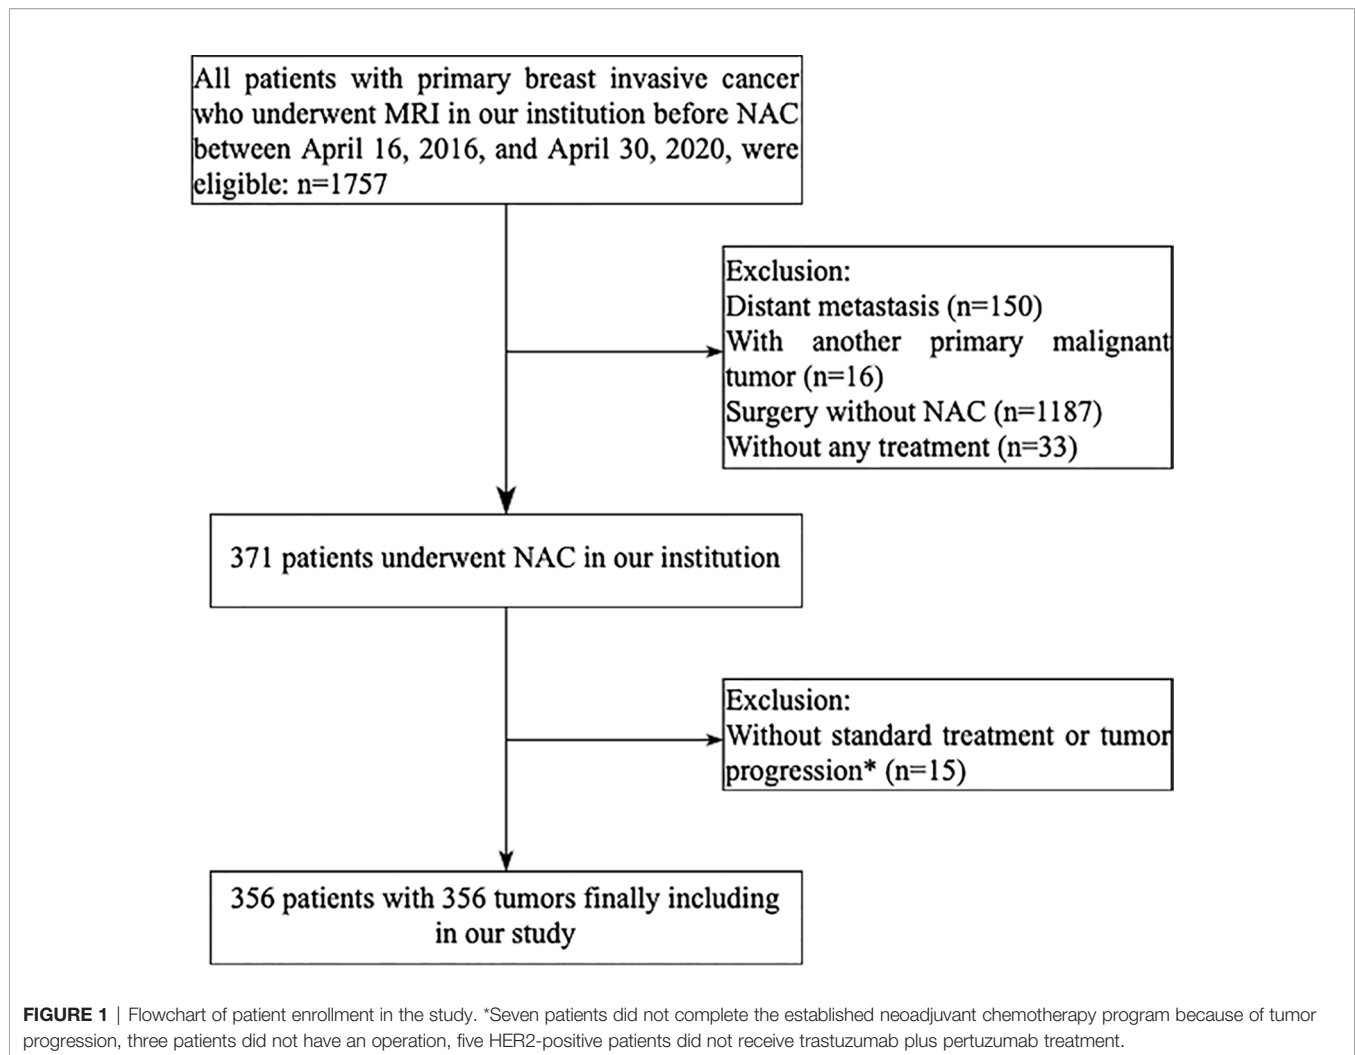 All patients with primary breast invasive cancer
who underwent MRI in our institution before NAC
between April 16, 2016, and April 30, 2020, were
eligible: n=1757
Exclusion:
Distant metastasis (n=150)
With another primary malignant
tumor (n=16)
Surgery without NAC (n=1187)
Without any treatment (n=33)
371 patients underwent NAC in our institution
Exclusion:
Without standard treatment or tumor
progression* (n=15)
356 patients with 356 tumors finally including
in our study
FIGURE 1 | Flowchart of patient enrollment in the study. *Seven patients did not complete the established neoadjuvant chemotherapy program because of tumor
progression, three patients did not have an operation, five HER2-positive patients did not receive trastuzumab plus pertuzumab treatment.